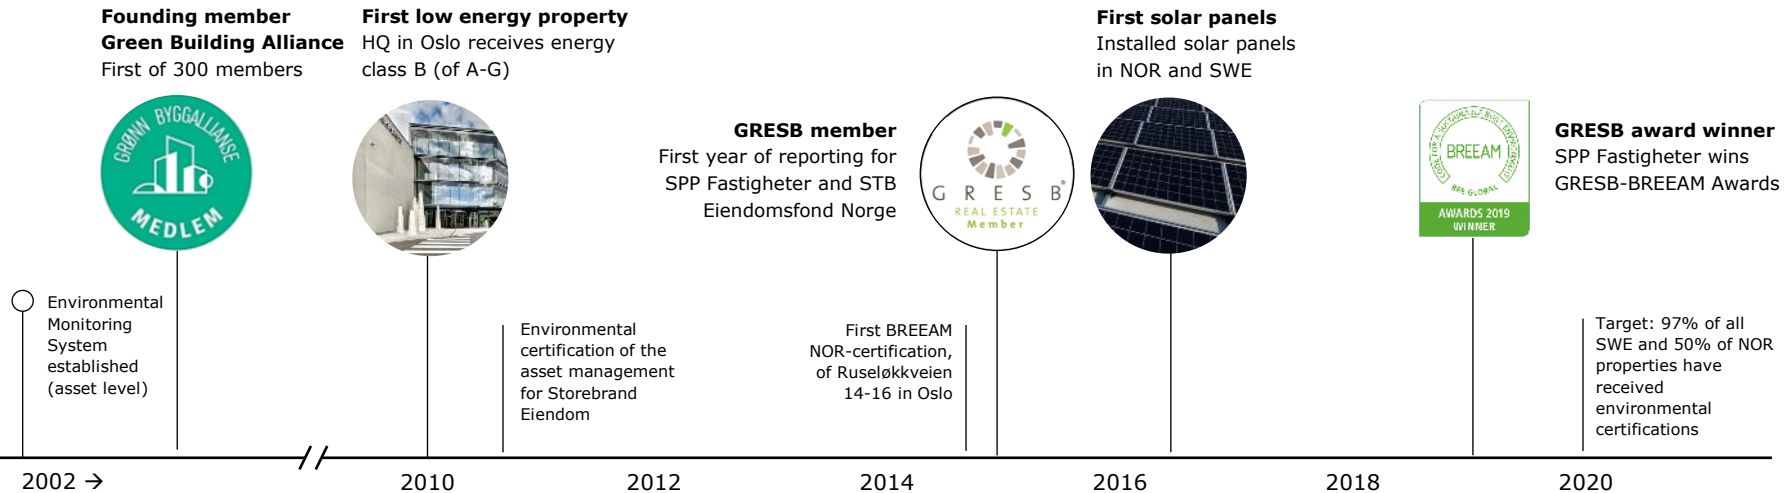 Founding member
Green Building Alliance
First of 300 members
GRØNN BYGGALLIANSE
MEDLEM
First low energy property
HQ in Oslo receives energy
class B (of A-G)
GRESB member
First year of reporting for
SPP Fastigheter and STB
Eiendomsfond Norge
GRESB®
REAL ESTATE
Member
First solar panels
Installed solar panels
in NOR and SWE
BREEAM
BRE GLOBAL
AWARDS 2019
WINNER
GRESB award winner
SPP Fastigheter wins
GRESB-BREEAM Awards
Environmental
Monitoring
System
established
(asset level)
Environmental
certification of the
asset management
for Storebrand
Eiendom
First BREEAM
NOR-certification,
of Ruseløkkveien
14-16 in Oslo
Target: 97% of all
SWE and 50% of NOR
properties have
received
environmental
certifications
2002 →
2010
2012
2014
2016
2018
2020